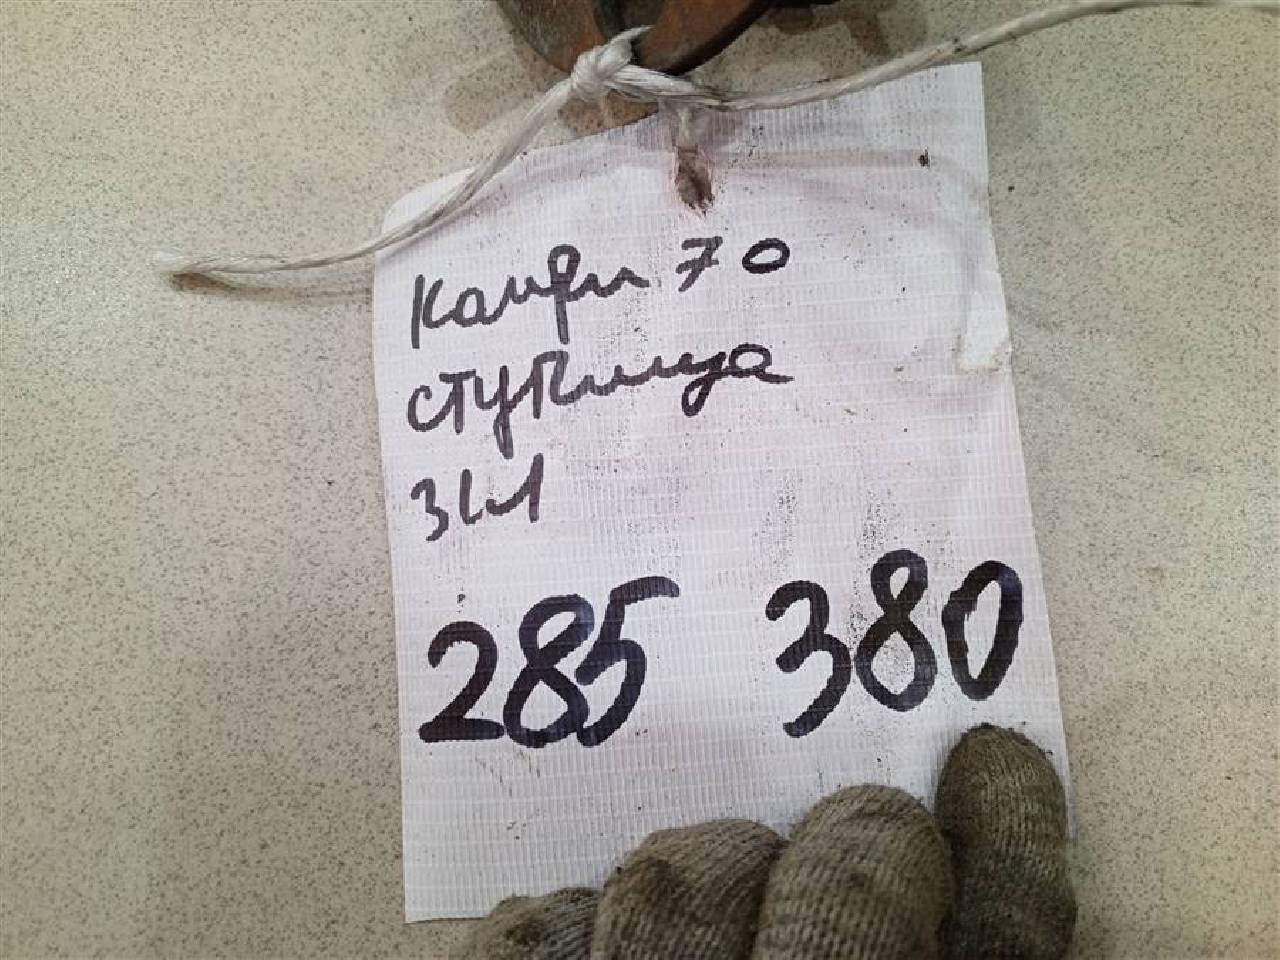 Камри 70
ступица
ЗЛ
285 380